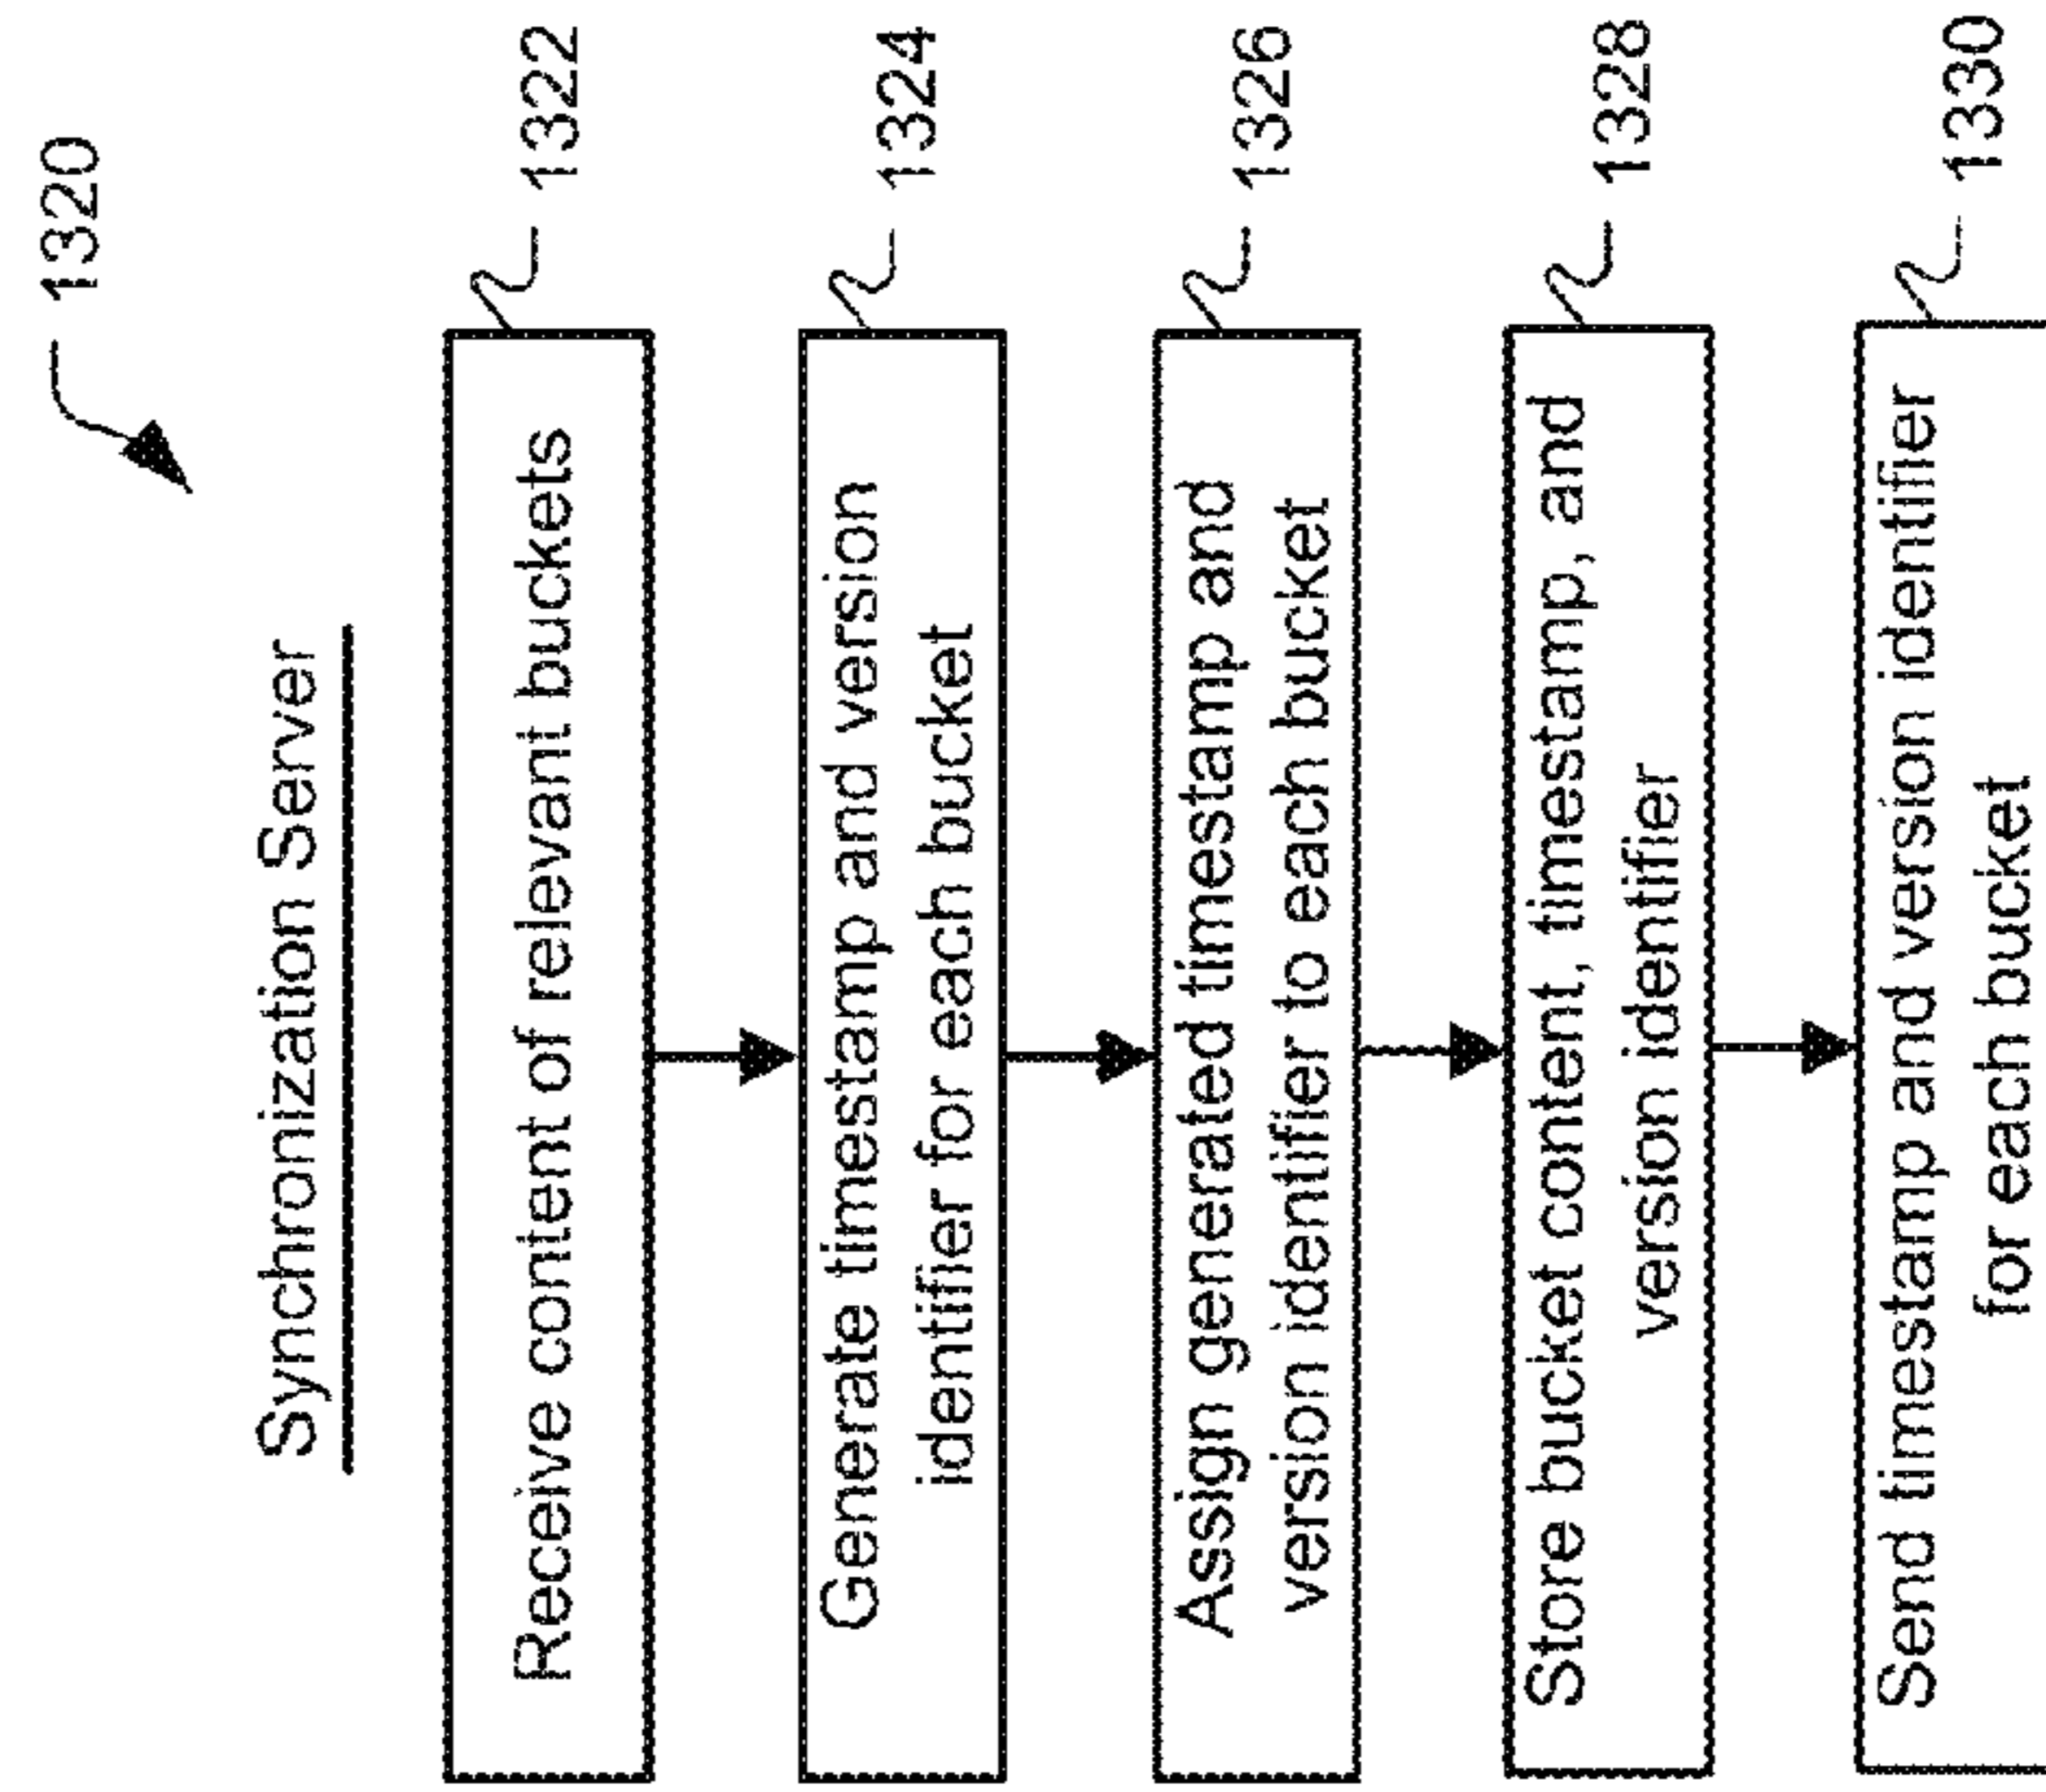 1320
Synchronization Server
Receive content of relevant buckets
1322
Generate timestamp and version
identifier for each bucket
1324
Assign generated timestamp and
version identifier to each bucket
1326
Store bucket content, timestamp, and
version identifier
1328
Send timestamp and version identifier
for each bucket
1330